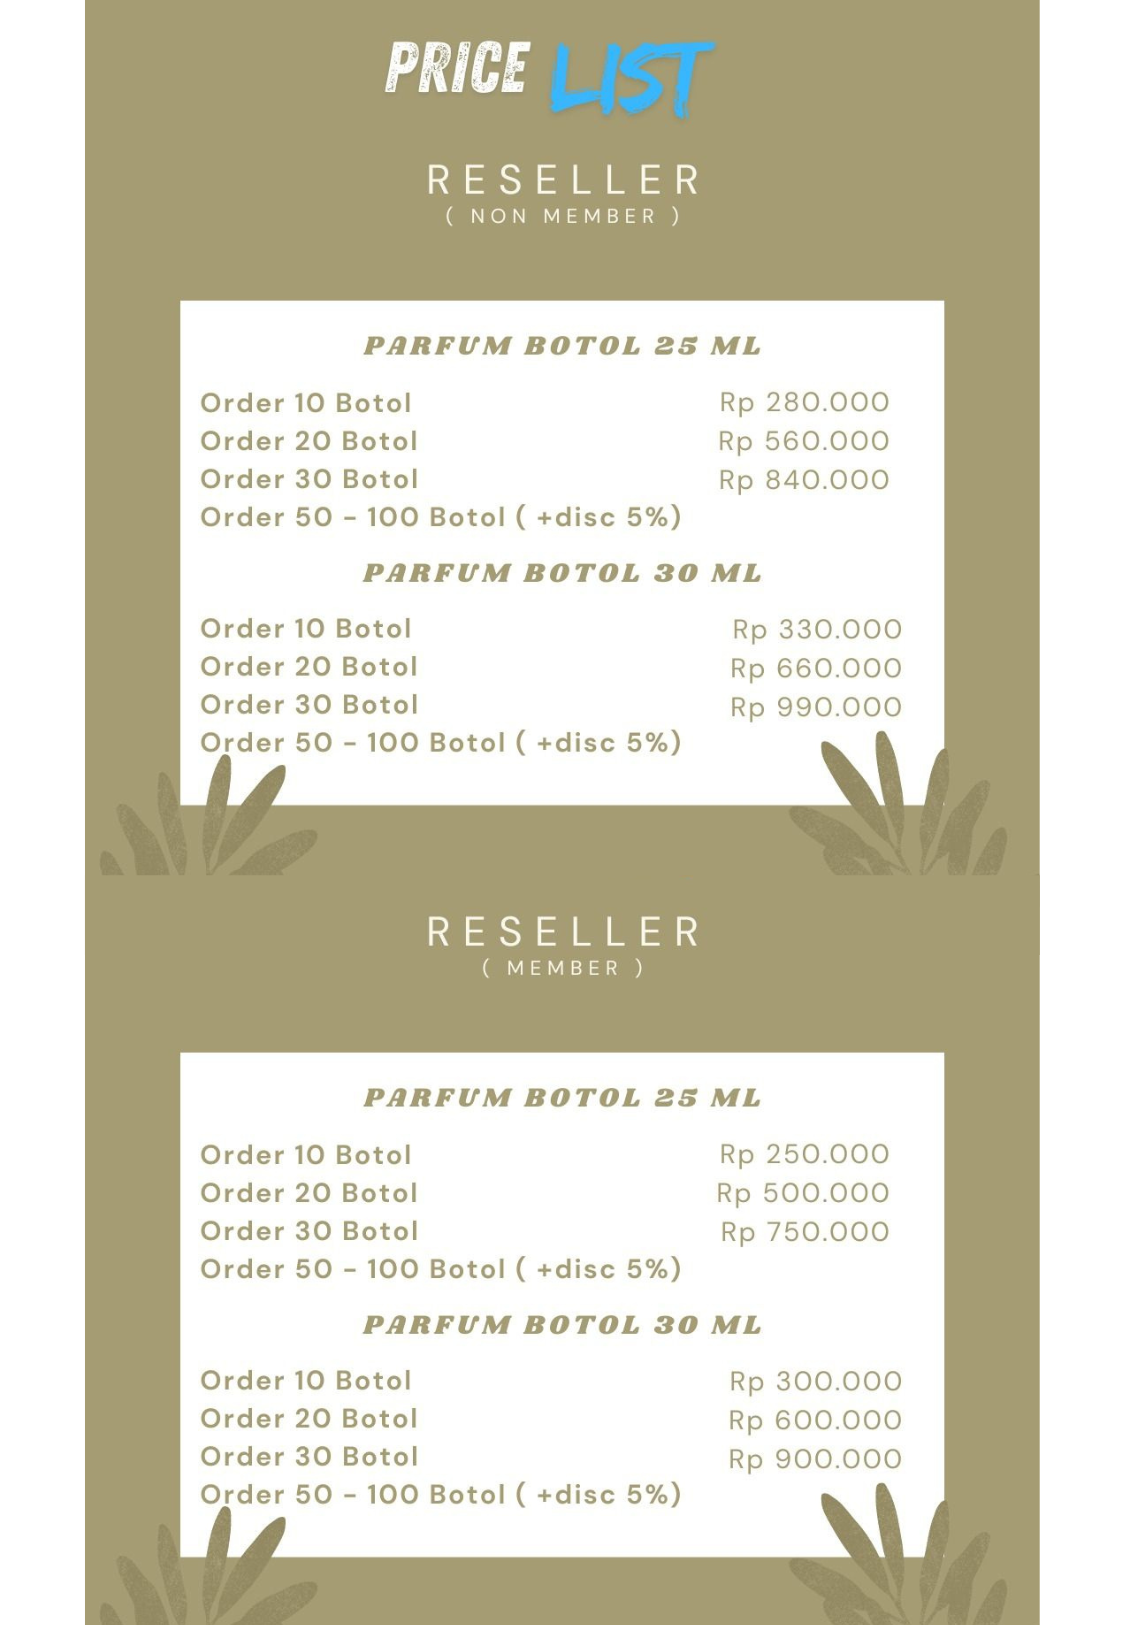 PRICE LIST
RESELLER
( NON MEMBER )
PARFUM BOTOL 25 ML
Order 10 Botol Rp 280.000
Order 20 Botol Rp 560.000
Order 30 Botol Rp 840.000
Order 50 - 100 Botol ( +disc 5%)
PARFUM BOTOL 30 ML
Order 10 Botol Rp 330.000
Order 20 Botol Rp 660.000
Order 30 Botol Rp 990.000
Order 50 - 100 Botol ( +disc 5%)
RESELLER
( MEMBER )
PARFUM BOTOL 25 ML
Order 10 Botol Rp 250.000
Order 20 Botol Rp 500.000
Order 30 Botol Rp 750.000
Order 50 - 100 Botol ( +disc 5%)
PARFUM BOTOL 30 ML
Order 10 Botol Rp 300.000
Order 20 Botol Rp 600.000
Order 30 Botol Rp 900.000
Order 50 - 100 Botol ( +disc 5%)